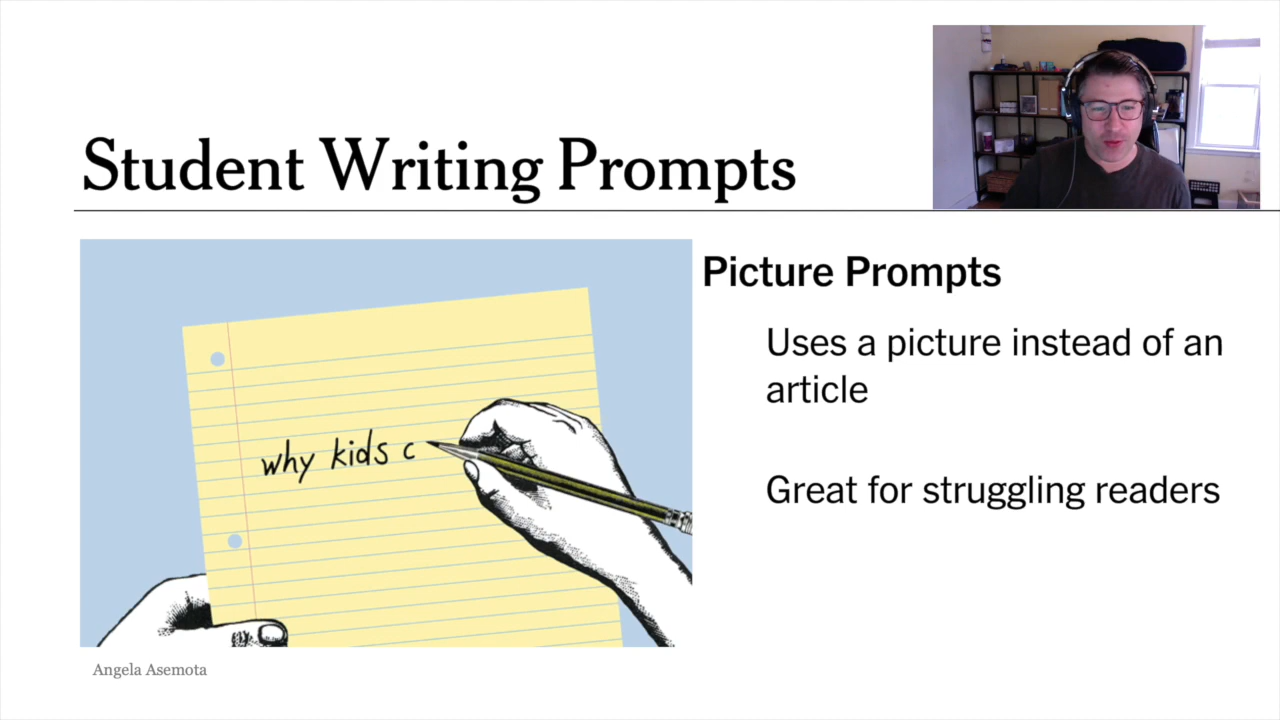 Student Writing Prompts
Picture Prompts
Uses a picture instead of an
article
Great for struggling readers
why kids c
Angela Asemota